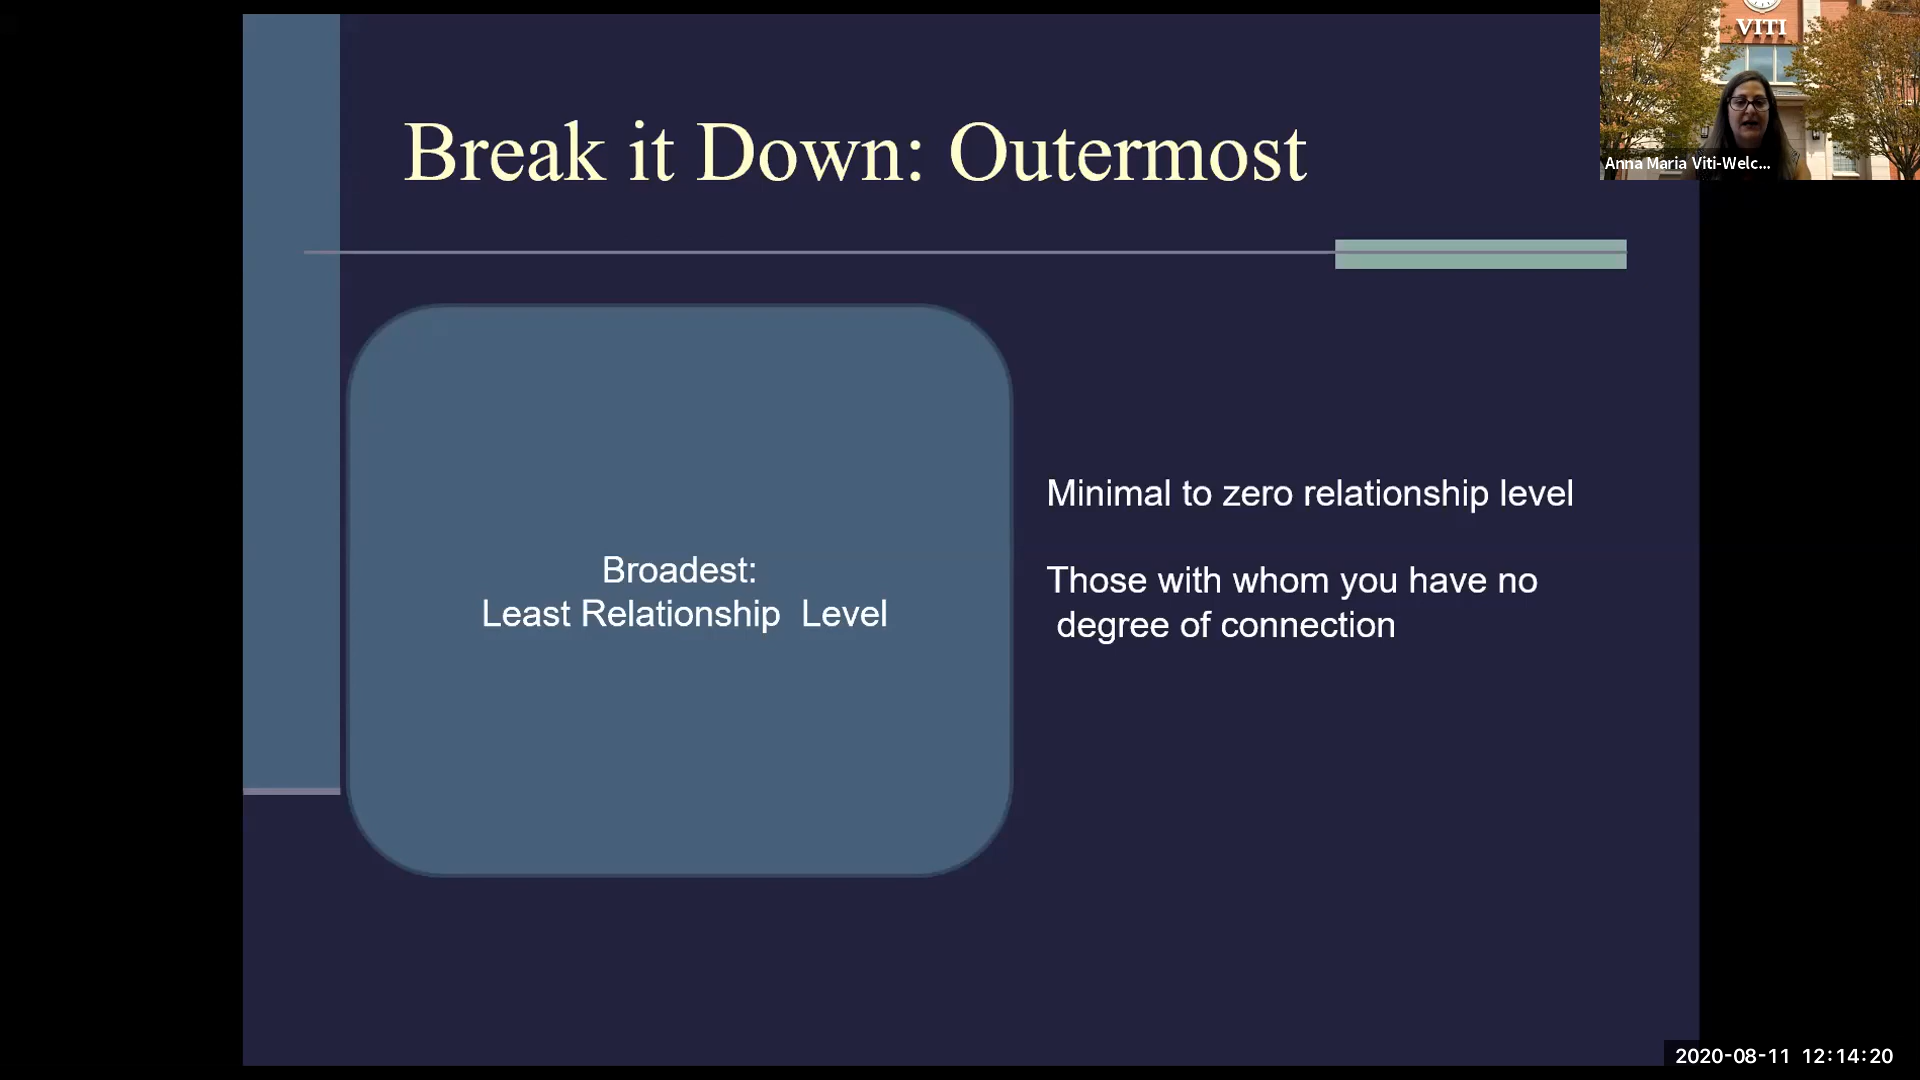 VITI
Anna Maria Viti-Welc...
Break it Down: Outermost
Broadest:
Least Relationship Level
Minimal to zero relationship level
Those with whom you have no
degree of connection
2020-08-11 12:14:20